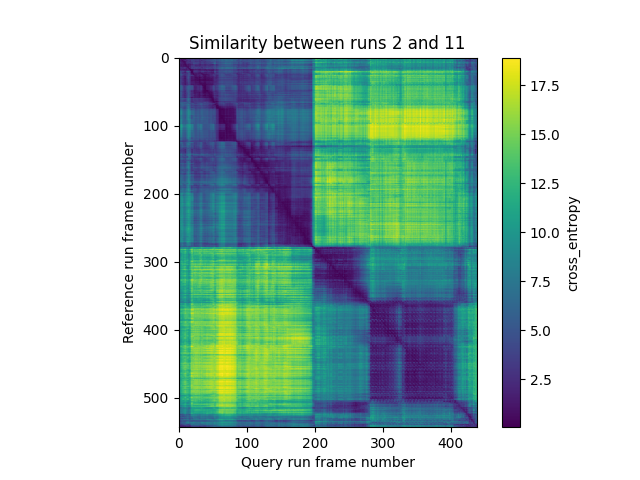 Similarity between runs 2 and 11
0
100
200
300
400
500
Reference run frame number
0 100 200 300 400
Query run frame number
17.5
15.0
12.5
10.0
7.5
5.0
2.5
cross_entropy